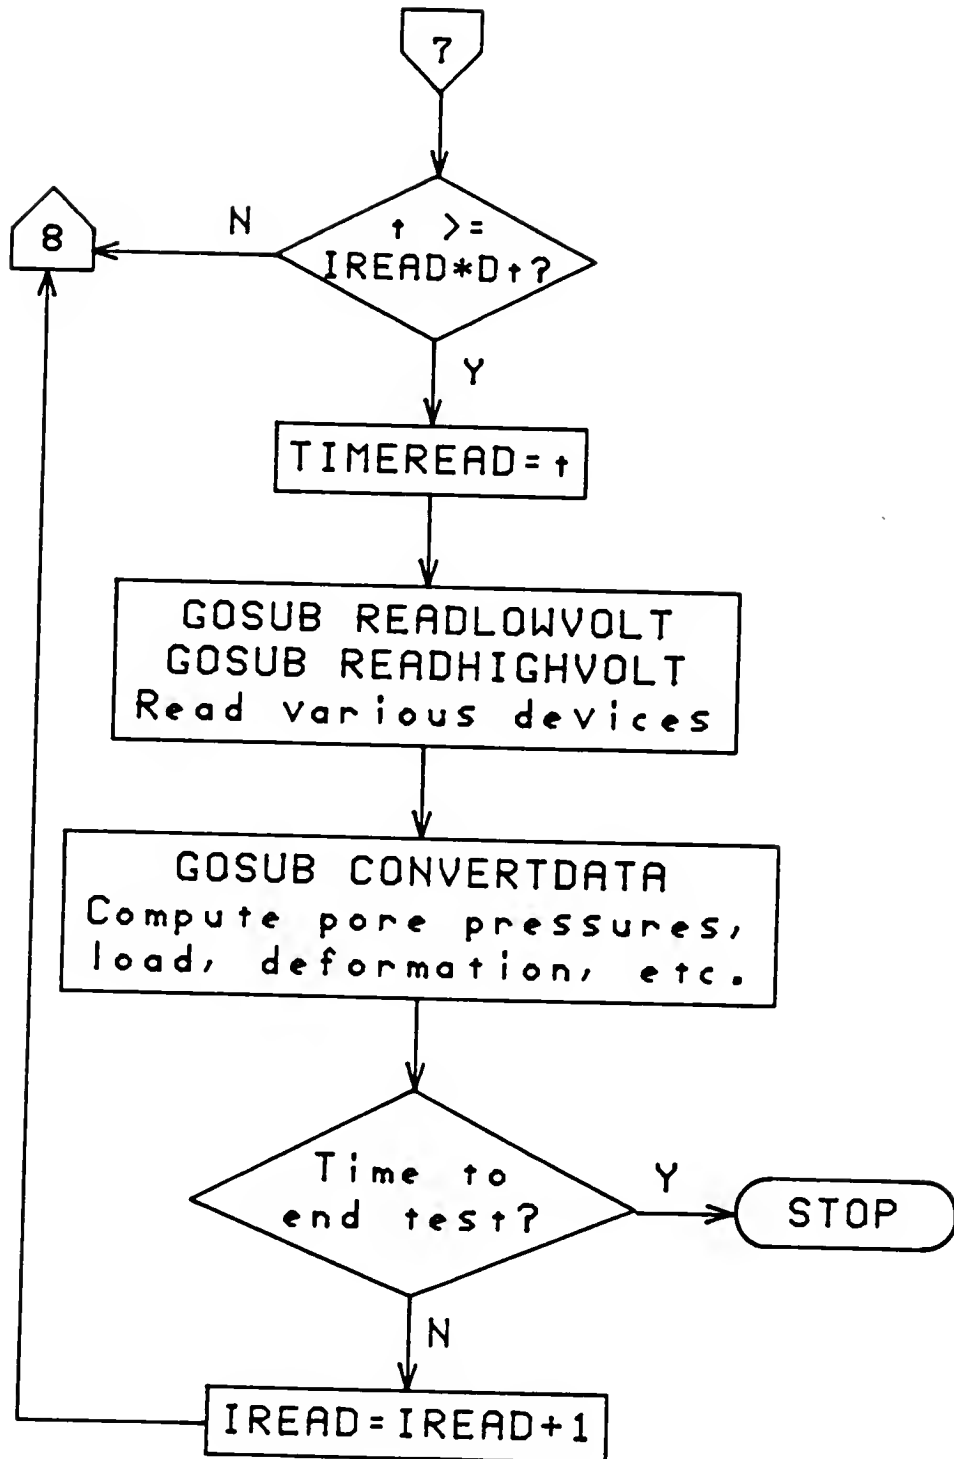 7
8
N
t >=
IREAD*Dt?
Y
TIMEREAD=t
GOSUB READLOWVOLT
GOSUB READHIGHVOLT
Read various devices
GOSUB CONVERTDATA
Compute pore pressures,
load, deformation, etc.
Time to
end test?
Y
STOP
N
IREAD=IREAD+1